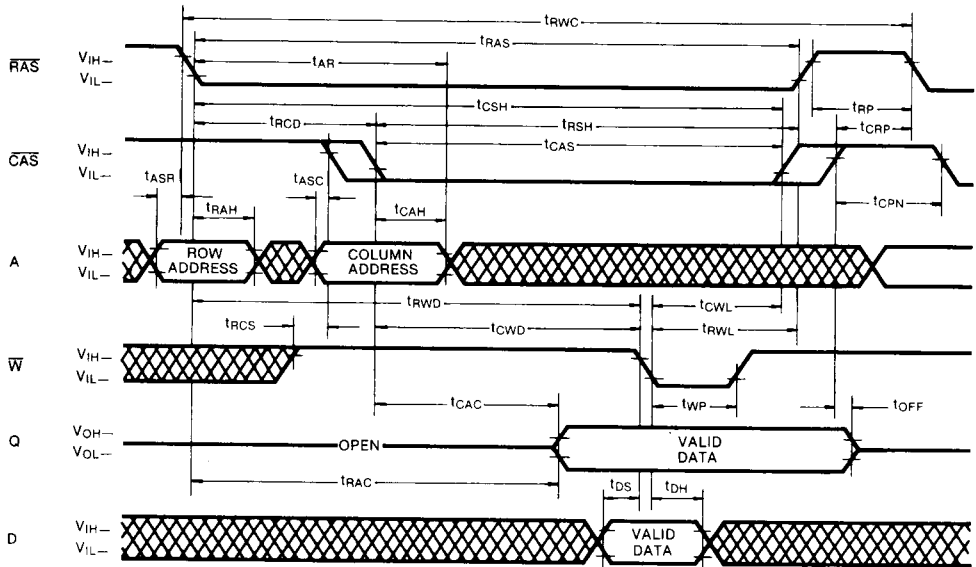 tRWC
tRAS
tAR
RAS
VIH—
VIL—
tCSH
tRP
tRCD
tRSH
tCRP
CAS
VIH—
VIL—
tCAS
tASR
tASC
tRAH
tCAH
tCPN
A
VIH—
VIL—
ROW
ADDRESS
COLUMN
ADDRESS
tRWD
tCWL
tRCS
tCWD
tRWL
W
VIH—
VIL—
tCAC
tWP
tOFF
Q
VOH—
VOL—
OPEN
VALID
DATA
tRAC
tDS
tDH
D
VIH—
VIL—
VALID
DATA